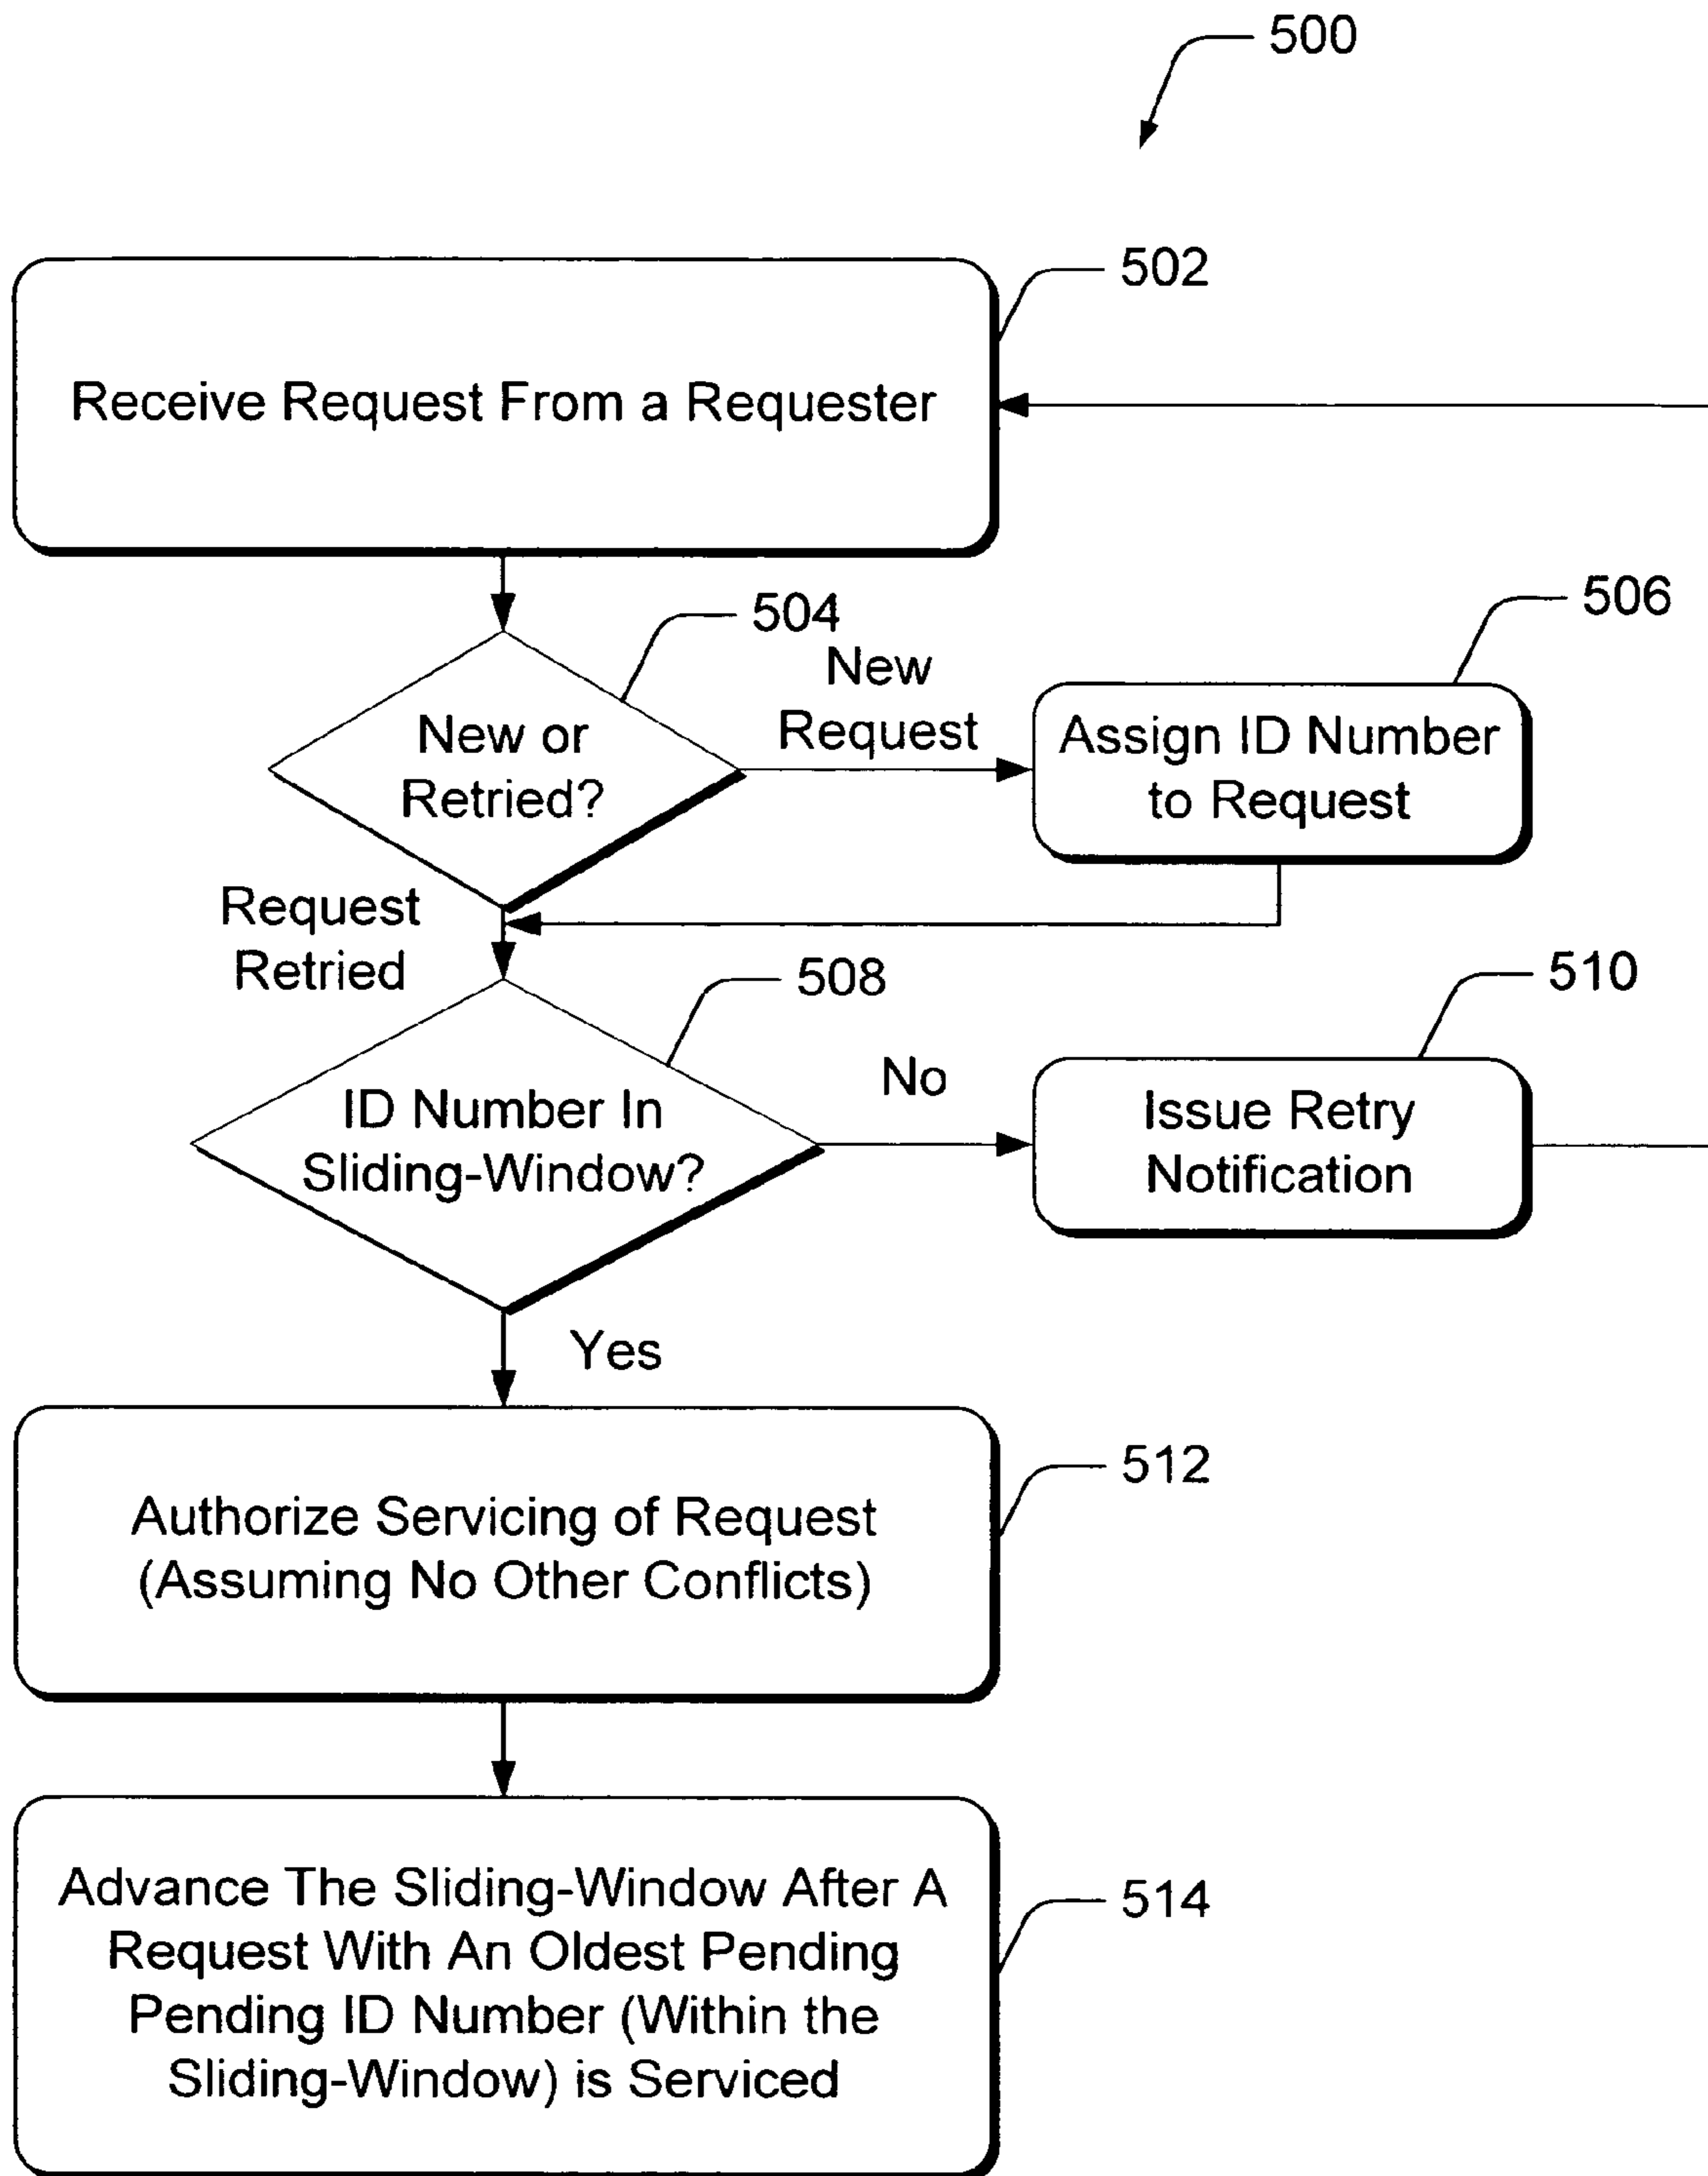 500
502
Receive Request From a Requester
504
506
New
Request
New or
Retried?
Assign ID Number
to Request
Request
Retried
508
510
No
ID Number In
Sliding-Window?
Issue Retry
Notification
Yes
512
Authorize Servicing of Request
(Assuming No Other Conflicts)
514
Advance The Sliding-Window After A
Request With An Oldest Pending
Pending ID Number (Within the
Sliding-Window) is Serviced